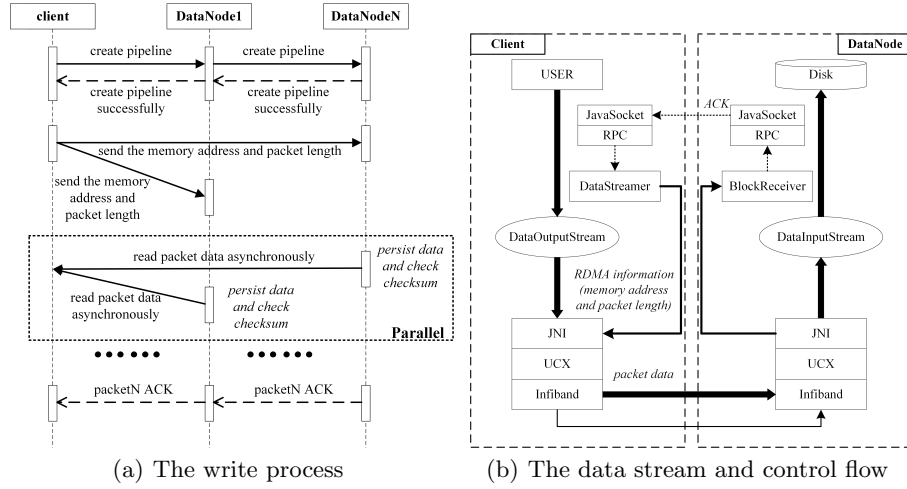 client
DataNode1
DataNodeN
create pipeline
create pipeline
create pipeline
successfully
create pipeline
successfully
send the memory address and packet length
send the memory
address and
packet length
read packet data asynchronously
persist data
and check
checksum
read packet data
asynchronously
persist data
and check
checksum
Parallel
packetN ACK
packetN ACK
(a) The write process
Client
DataNode
USER
Disk
JavaSocket
RPC
ACK
JavaSocket
RPC
DataStreamer
BlockReceiver
DataOutputStream
DataInputStream
RDMA information
(memory address
and packet length)
JNI
UCX
Infiband
packet data
JNI
UCX
Infiband
(b) The data stream and control flow